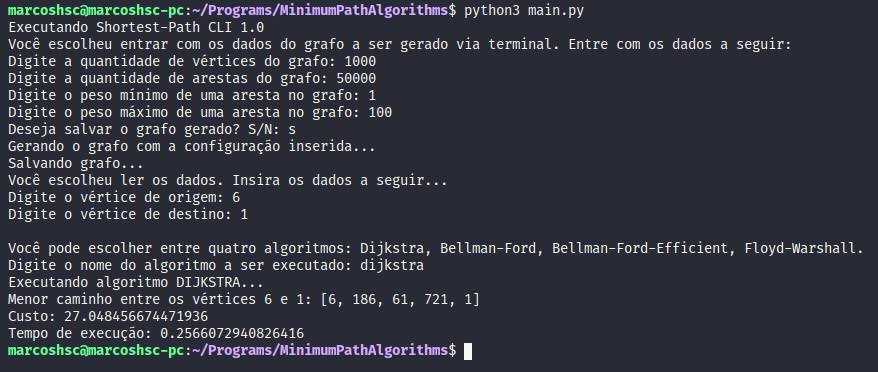 marcoshsc@marcoshsc-pc:~/Programs/MinimumPathAlgorithms$ python3 main.py
Executando Shortest-Path CLI 1.0
Você escolheu entrar com os dados do grafo a ser gerado via terminal. Entre com os dados a seguir:
Digite a quantidade de vértices do grafo: 1000
Digite a quantidade de arestas do grafo: 50000
Digite o peso mínimo de uma aresta no grafo: 1
Digite o peso máximo de uma aresta no grafo: 100
Deseja salvar o grafo gerado? S/N: s
Gerando o grafo com a configuração inserida...
Salvando grafo...
Você escolheu ler os dados. Insira os dados a seguir...
Digite o vértice de origem: 6
Digite o vértice de destino: 1
Você pode escolher entre quatro algoritmos: Dijkstra, Bellman-Ford, Bellman-Ford-Efficient, Floyd-Warshall.
Digite o nome do algoritmo a ser executado: dijkstra
Executando algoritmo DIJKSTRA...
Menor caminho entre os vértices 6 e 1: [6, 186, 61, 721, 1]
Custo: 27.048456674471936
Tempo de execução: 0.2566072940826416
marcoshsc@marcoshsc-pc:~/Programs/MinimumPathAlgorithms$